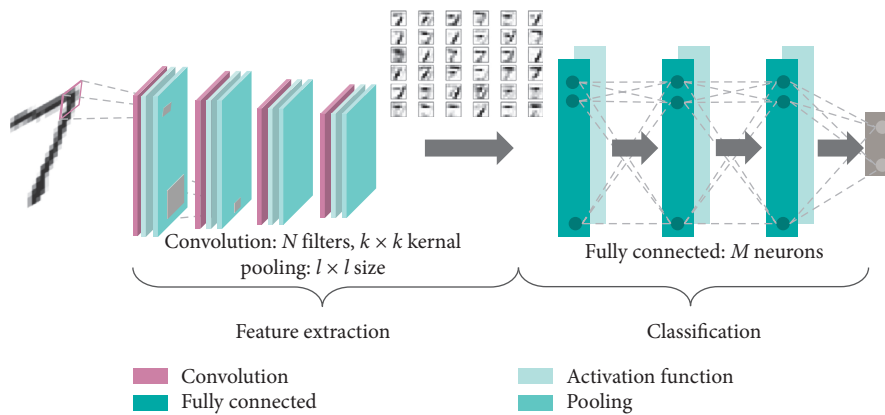 Convolution: N filters, k × k kernal
pooling: l × l size
Fully connected: M neurons
Feature extraction
Classification
Convolution
Fully connected
Activation function
Pooling